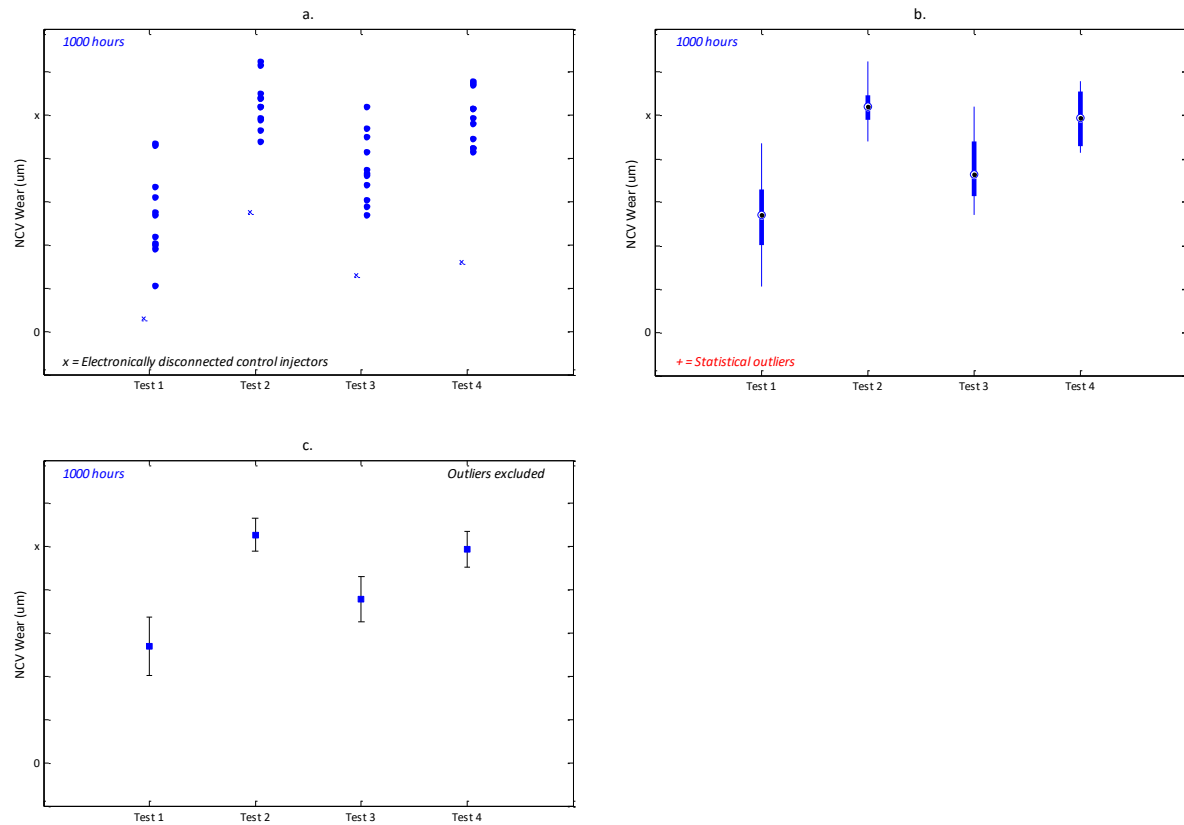 a.
1000 hours
x
NCV Wear (um)
0
x = Electronically disconnected control injectors
Test 1 Test 2 Test 3 Test 4
b.
1000 hours
x
NCV Wear (um)
0
+ = Statistical outliers
Test 1 Test 2 Test 3 Test 4
c.
1000 hours Outliers excluded
x
NCV Wear (um)
0
Test 1 Test 2 Test 3 Test 4